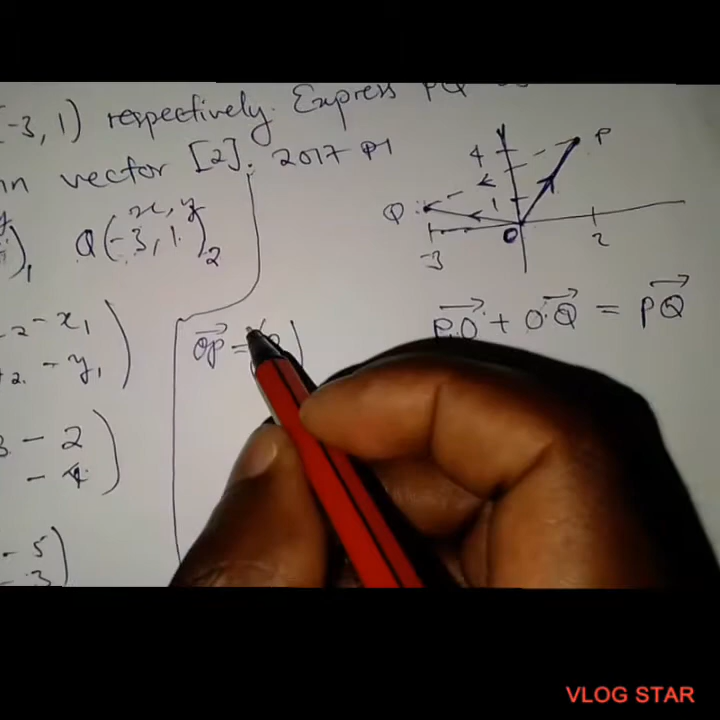 -3, 1) respectively. Express PQ
in vector [2]. 2017 P1
x, y
Q(-3, 1)2
)1
2 - x1
2 - y1
3 - 2
- 4
- 5
- 3
OP = (2
4
P
Q
1
O
-3
2
PO + OQ = PQ
VLOG STAR